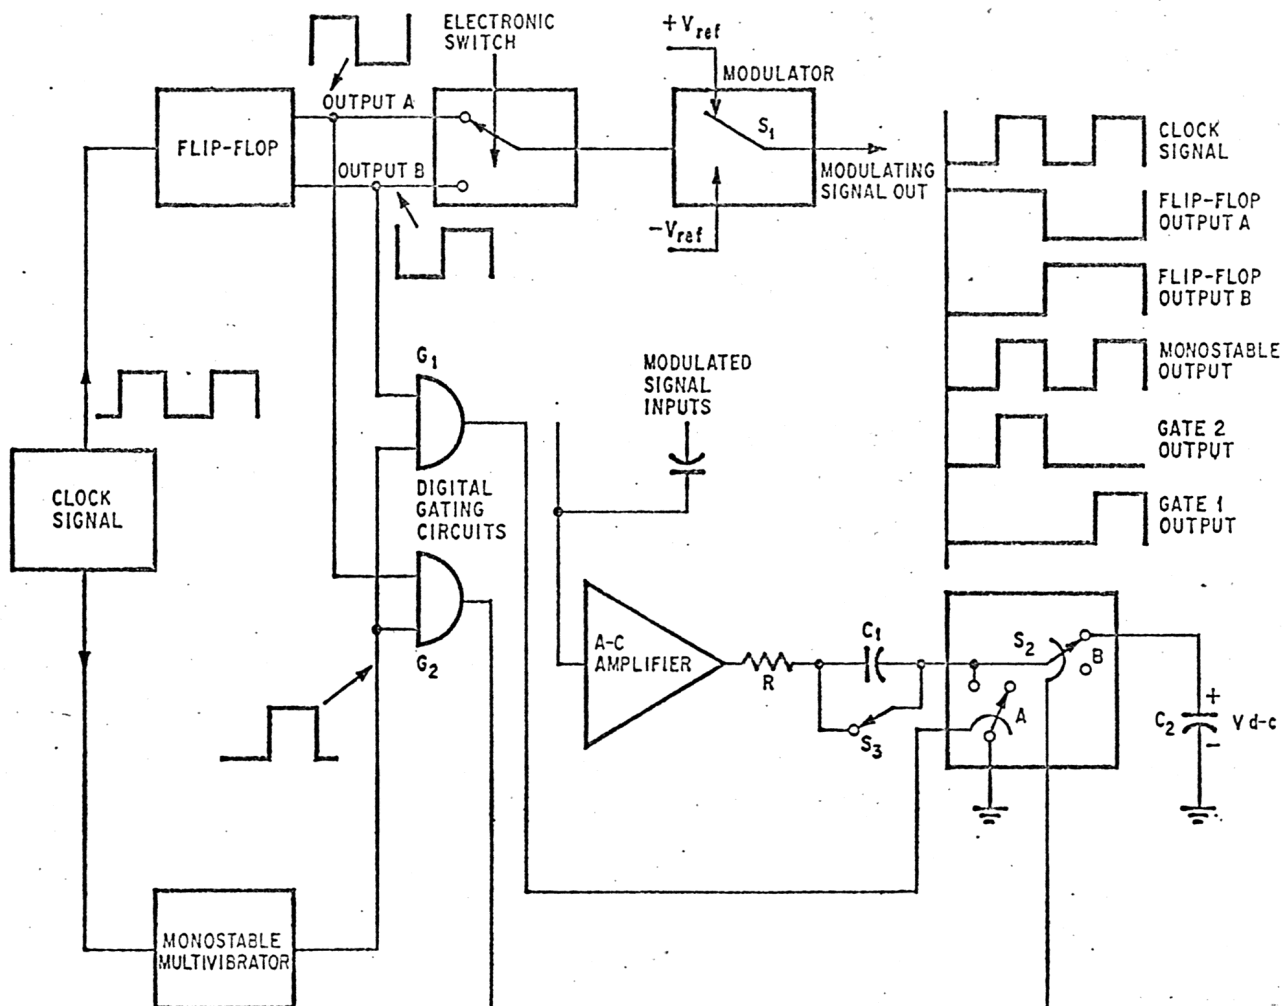 ELECTRONIC
SWITCH
+Vref
MODULATOR
OUTPUT A
FLIP-FLOP
S1
OUTPUT B
MODULATING
SIGNAL OUT
-Vref
CLOCK
SIGNAL
FLIP-FLOP
OUTPUT A
FLIP-FLOP
OUTPUT B
MONOSTABLE
OUTPUT
GATE 2
OUTPUT
GATE 1
OUTPUT
G1
MODULATED
SIGNAL
INPUTS
CLOCK
SIGNAL
DIGITAL
GATING
CIRCUITS
G2
A-C
AMPLIFIER
R
C1
S3
S2
B
A
C2
+
V d-c
-
MONOSTABLE
MULTIVIBRATOR